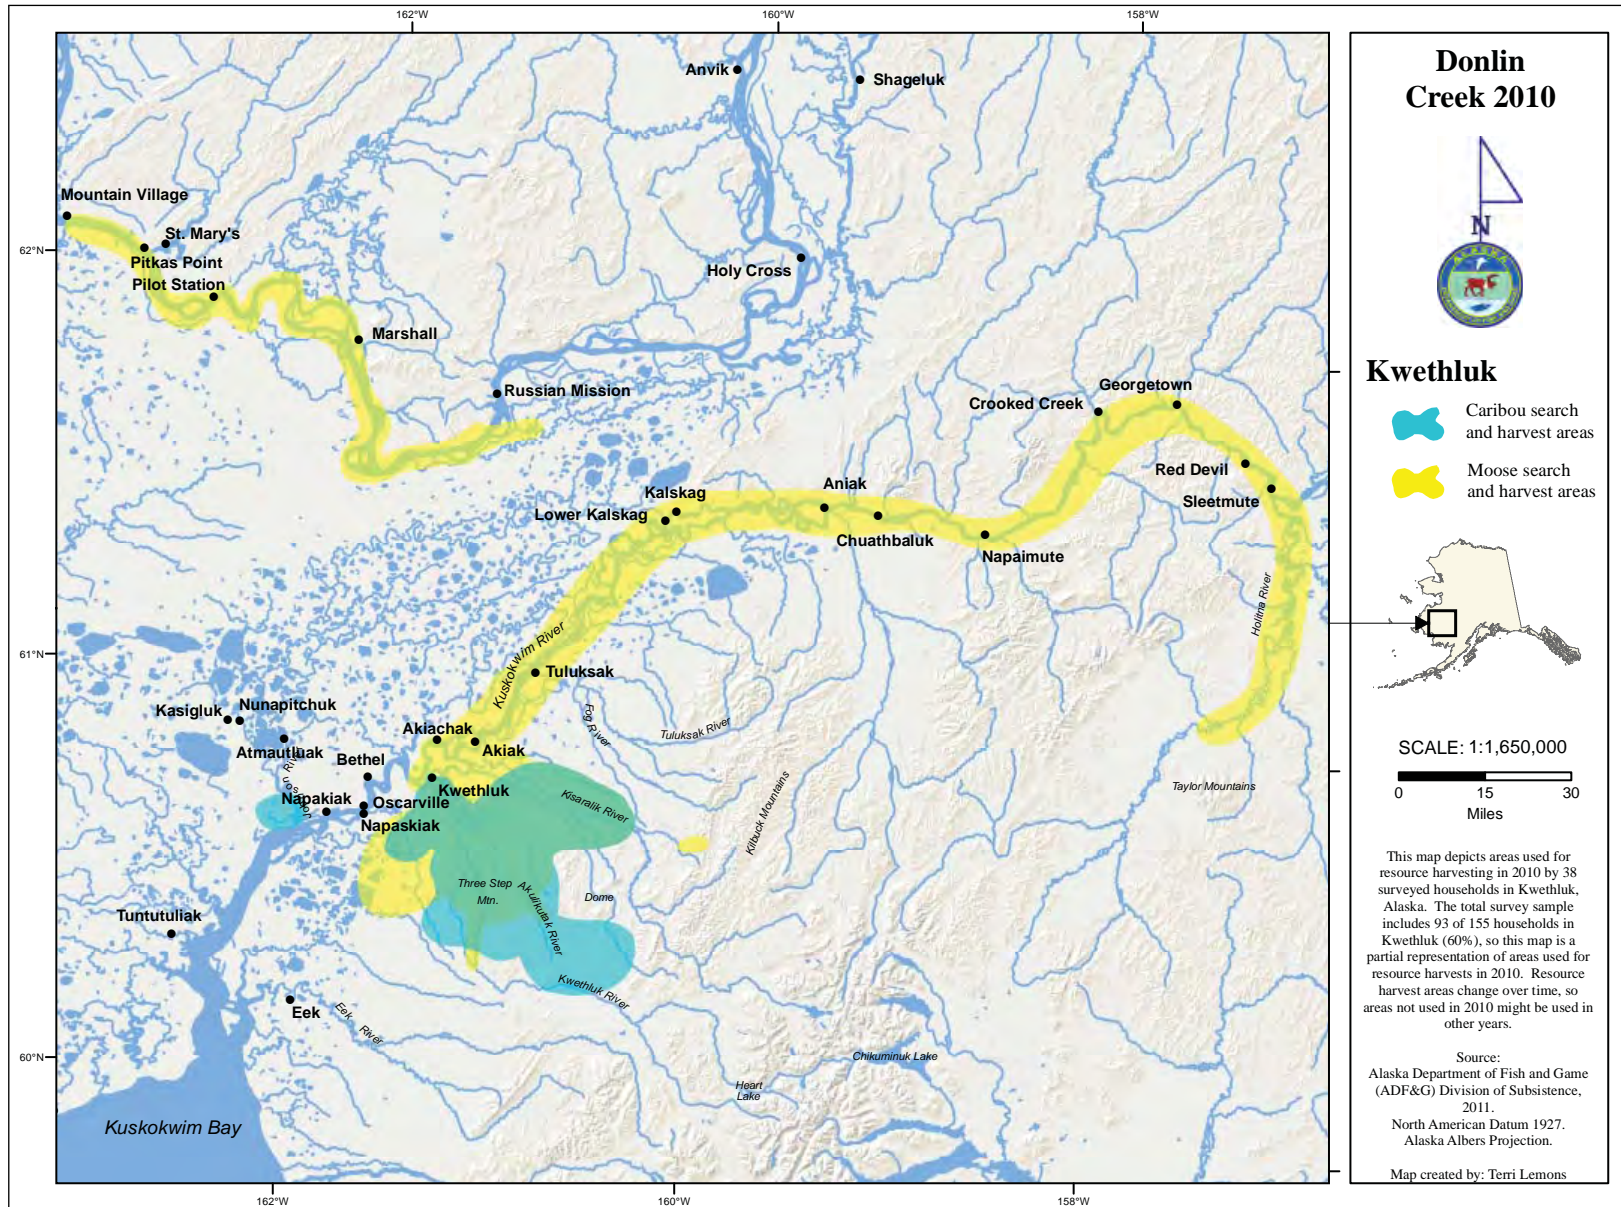 162°W
160°W
158°W
Anvik
Shageluk
Mountain Village
St. Mary's
62°N
Pitkas Point
Holy Cross
Pilot Station
Marshall
Russian Mission
Georgetown
Crooked Creek
Red Devil
Sleetmute
Kalskag
Aniak
Lower Kalskag
Chuathbaluk
Napaimute
Holitna River
61°N
Kuskokwim River
Tuluksak
Kasigluk
Nunapitchuk
Akiachak
Fog River
Tuluksak River
Atmautluak
Akiak
Bethel
Johnson River
Kwethluk
Kisaralik River
Kilbuck Mountains
Taylor Mountains
Napakiak
Oscarville
Napaskiak
Three Step
Mtn.
Akulikutak River
Dome
Tuntutuliak
Kwethluk River
Eek
Eek River
60°N
Chikuminuk Lake
Heart
Lake
Kuskokwim Bay
162°W
160°W
158°W
Donlin
Creek 2010
N
ALASKA
Kwethluk
Caribou search
and harvest areas
Moose search
and harvest areas
SCALE: 1:1,650,000
0 15 30
Miles
This map depicts areas used for
resource harvesting in 2010 by 38
surveyed households in Kwethluk,
Alaska. The total survey sample
includes 93 of 155 households in
Kwethluk (60%), so this map is a
partial representation of areas used for
resource harvests in 2010. Resource
harvest areas change over time, so
areas not used in 2010 might be used in
other years.
Source:
Alaska Department of Fish and Game
(ADF&G) Division of Subsistence,
2011.
North American Datum 1927.
Alaska Albers Projection.
Map created by: Terri Lemons